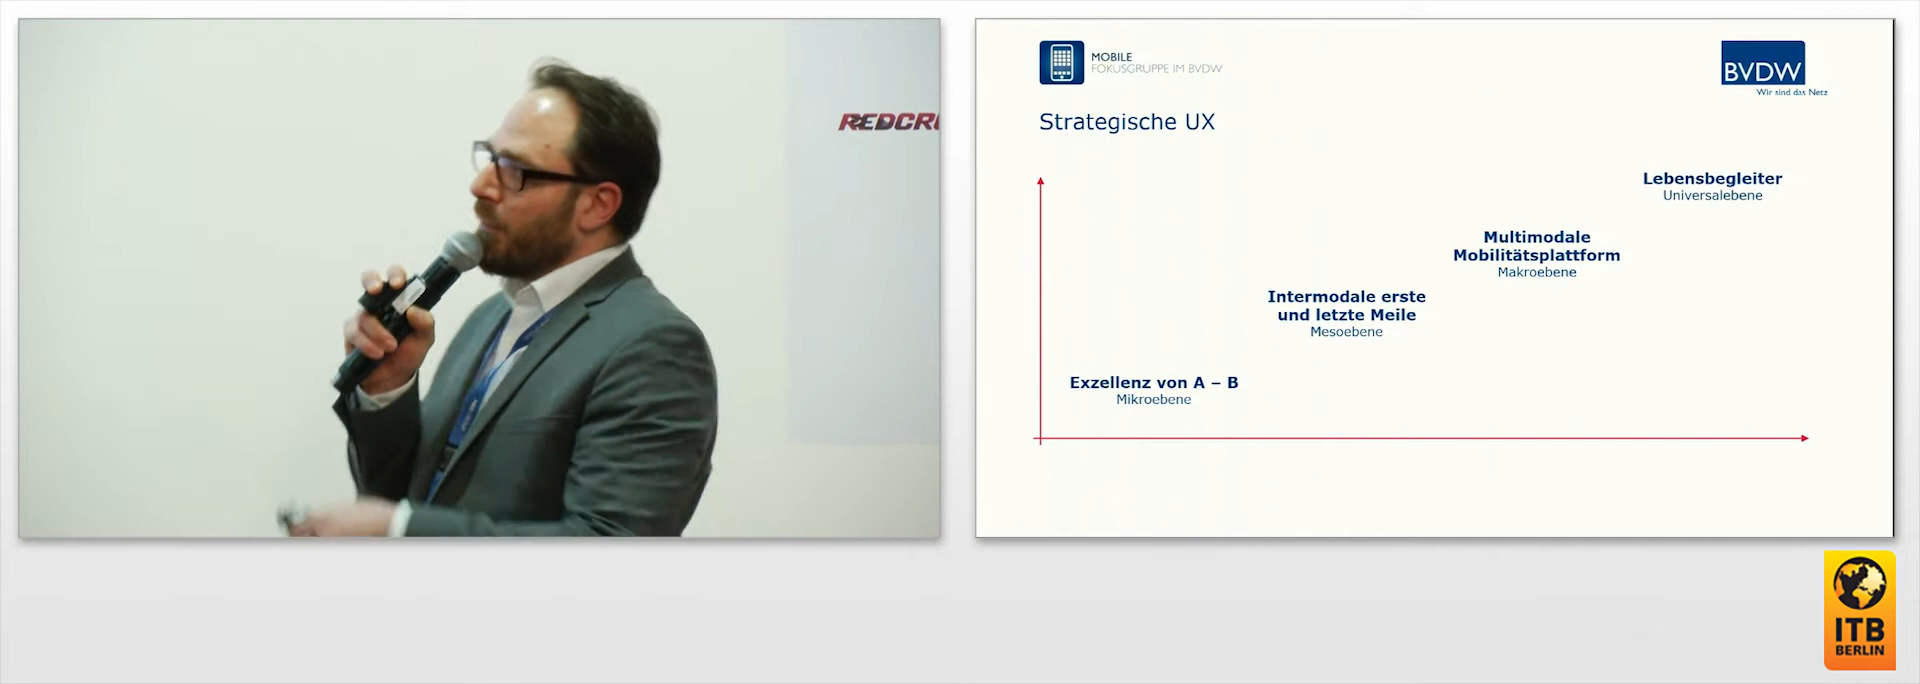 REDCR
MOBILE
FOKUSGRUPPE IM BVDW
BVDW
Wir sind das Netz
Strategische UX
Lebensbegleiter
Universalebene
Multimodale
Mobilitätsplattform
Makroebene
Intermodale erste
und letzte Meile
Mesoebene
Exzellenz von A – B
Mikroebene
ITB
BERLIN